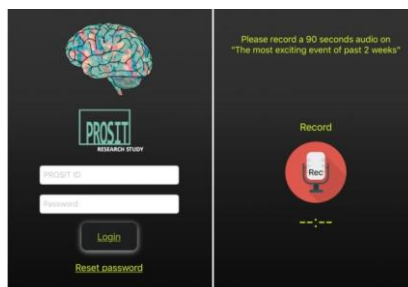 PROSIT
RESEARCH STUDY
PROSIT ID
Password
Login
Reset password
Please record a 90 seconds audio on
"The most exciting event of past 2 weeks"
Record
Rec
--:--